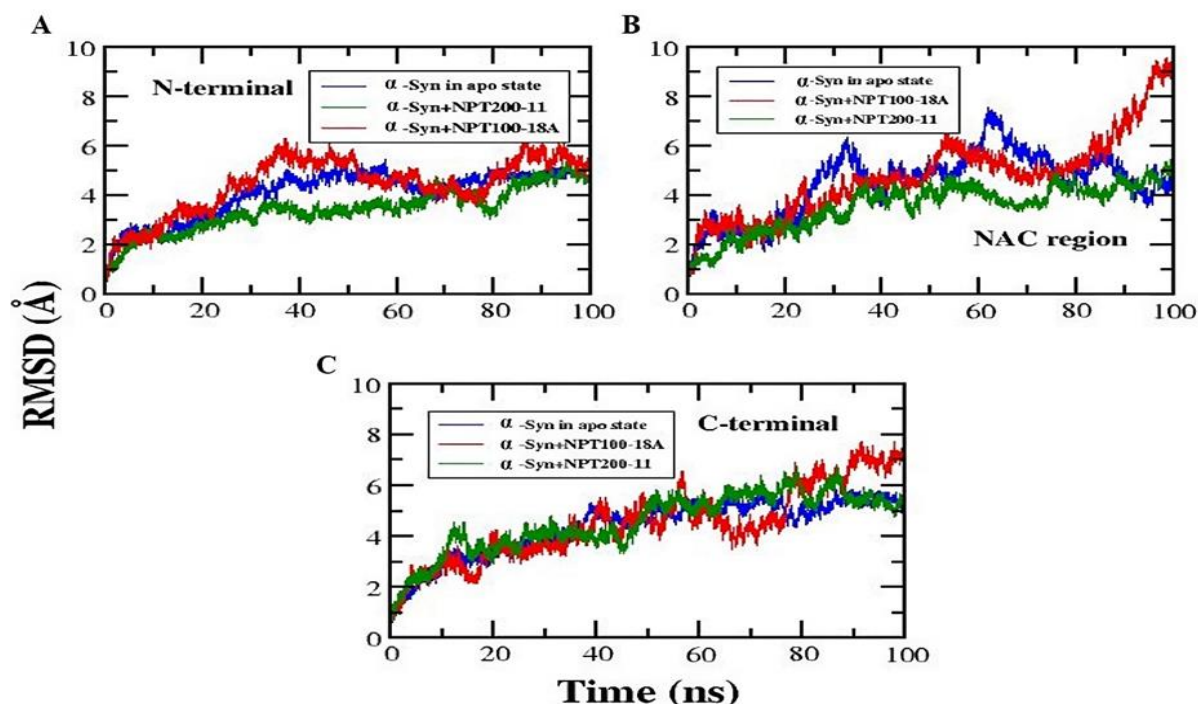 A
B
10
8
6
4
2
0
N-terminal
α -Syn in apo state
α -Syn+NPT200-11
α -Syn+NPT100-18A
0 20 40 60 80 100
10
8
6
4
2
0
α-Syn in apo state
α-Syn+NPT100-18A
α-Syn+NPT200-11
NAC region
0 20 40 60 80 100
RMSD (Å)
C
10
8
6
4
2
0
α -Syn in apo state
α -Syn+NPT100-18A
α -Syn+NPT200-11
C-terminal
0 20 40 60 80 100
Time (ns)